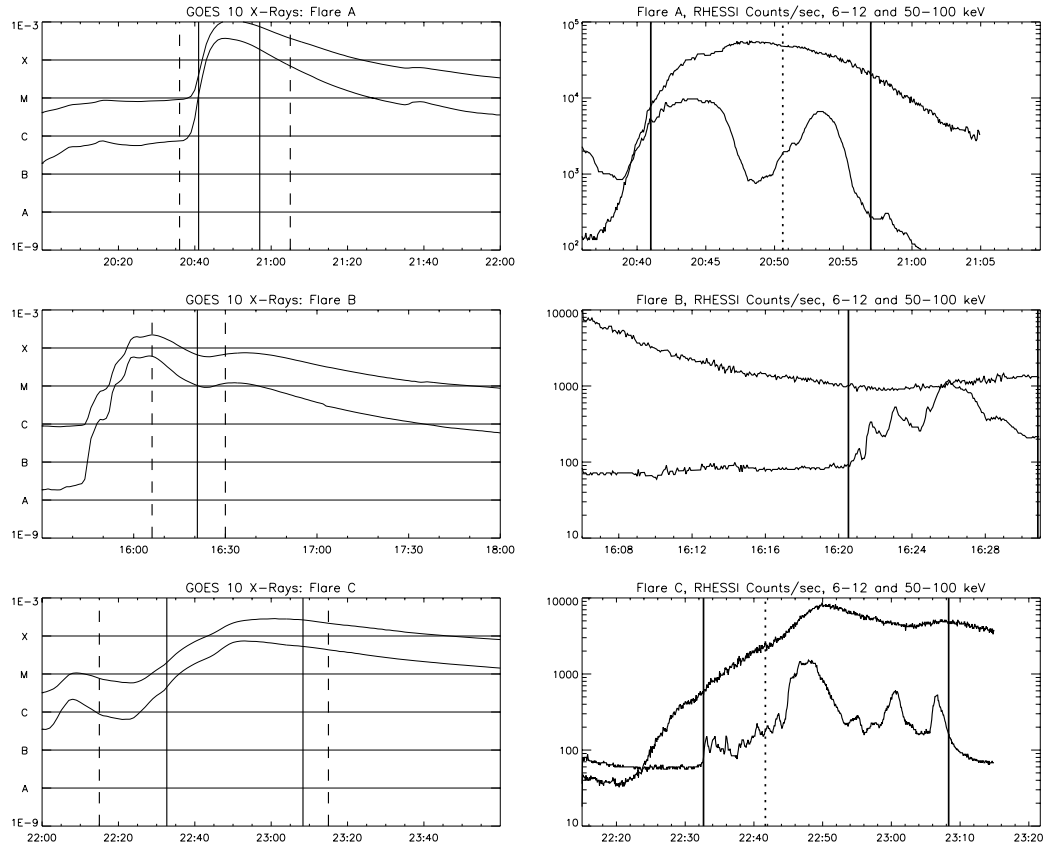 GOES 10 X-Rays: Flare A
1E-3
X
M
C
B
A
1E-9
20:20 20:40 21:00 21:20 21:40 22:00
Flare A, RHESSI Counts/sec, 6-12 and 50-100 keV
10^5
10^4
10^3
10^2
20:40 20:45 20:50 20:55 21:00 21:05
GOES 10 X-Rays: Flare B
1E-3
X
M
C
B
A
1E-9
16:00 16:30 17:00 17:30 18:00
Flare B, RHESSI Counts/sec, 6-12 and 50-100 keV
10000
1000
100
10
16:08 16:12 16:16 16:20 16:24 16:28
GOES 10 X-Rays: Flare C
1E-3
X
M
C
B
A
1E-9
22:00 22:20 22:40 23:00 23:20 23:40
Flare C, RHESSI Counts/sec, 6-12 and 50-100 keV
10000
1000
100
10
22:20 22:30 22:40 22:50 23:00 23:10 23:20